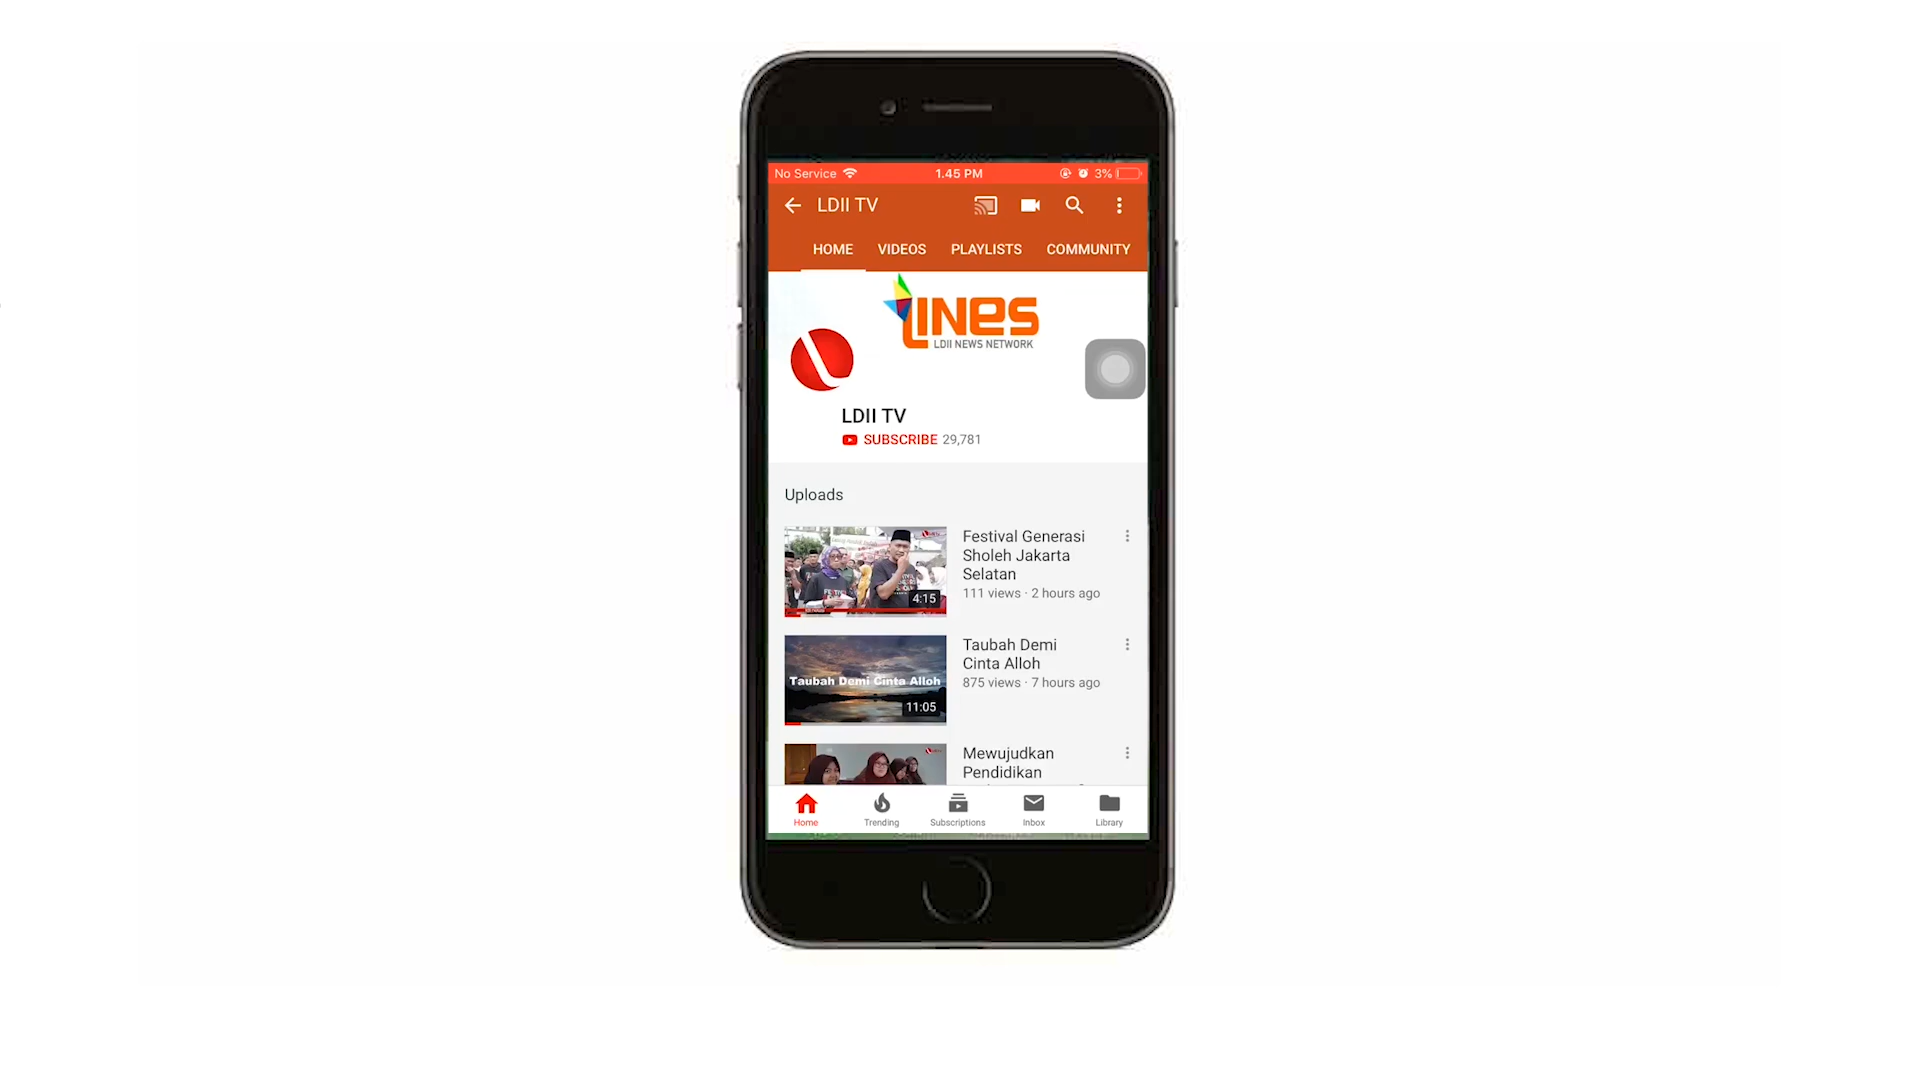 No Service 1.45 PM 3%
LDII TV
HOME VIDEOS PLAYLISTS COMMUNITY
LINES
LDII NEWS NETWORK
LDII TV
SUBSCRIBE 29,781
Uploads
Festival Generasi
Sholeh Jakarta
Selatan
111 views · 2 hours ago
4:15
Taubah Demi
Cinta Alloh
875 views · 7 hours ago
Taubah Demi Cinta Alloh
11:05
Mewujudkan
Pendidikan
Home Trending Subscriptions Inbox Library